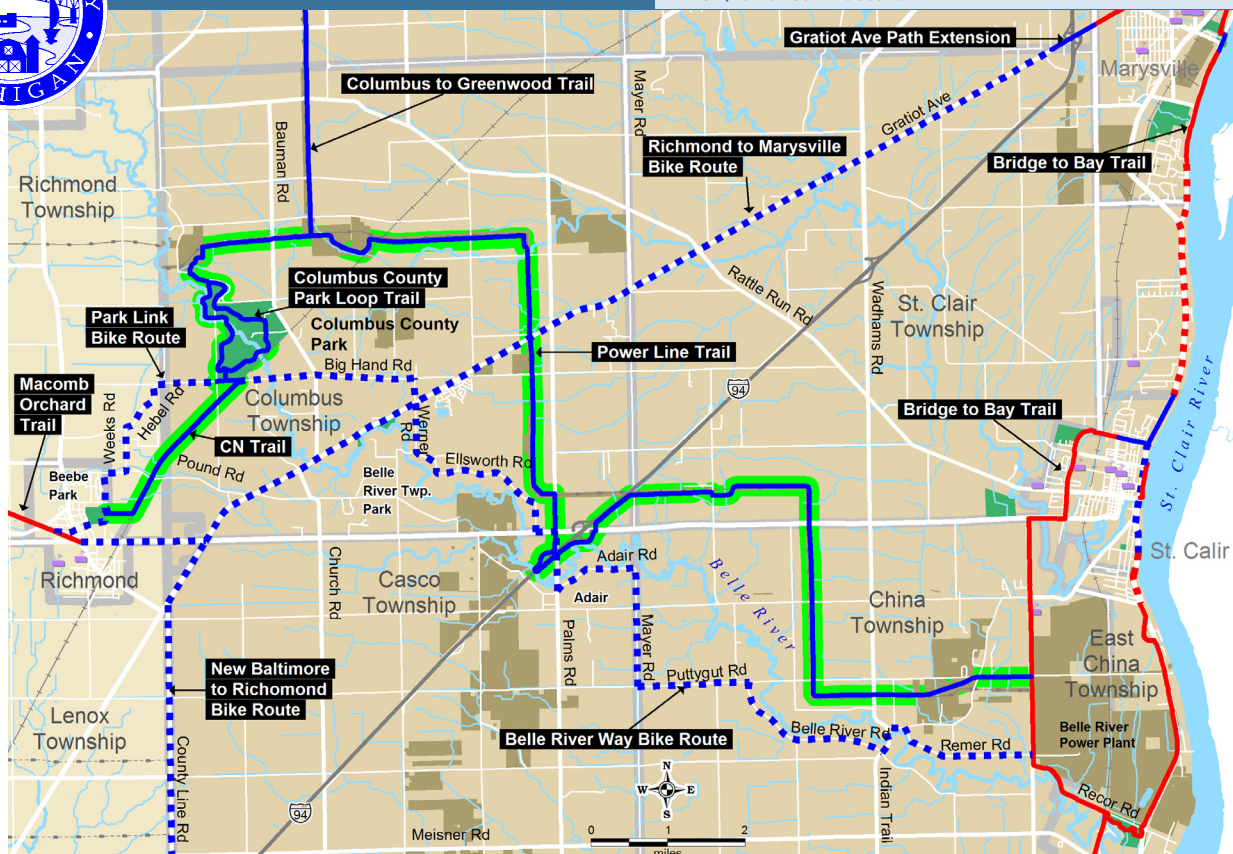 HIGAN
Gratiot Ave Path Extension
Marysville
Columbus to Greenwood Trail
Mayer Rd
Gratiot Ave
Bauman Rd
Richmond to Marysville
Bike Route
Bridge to Bay Trail
Richmond
Township
Columbus County
Park Loop Trail
Rattle Run Rd
Wadhams Rd
St. Clair
Township
Park Link
Bike Route
Columbus County
Park
Power Line Trail
Big Hand Rd
St. Clair River
Macomb
Orchard
Trail
Weeks Rd
Hebel Rd
Columbus
Township
94
Werner
Rd
Bridge to Bay Trail
CN Trail
Pound Rd
Ellsworth Rd
Beebe
Park
Belle
River Twp.
Park
St. Calir
Richmond
Church Rd
Casco
Township
Adair Rd
Adair
Belle River
China
Township
Palms Rd
Mayer Rd
East
China
Township
New Baltimore
to Richomond
Bike Route
Puttygut Rd
Lenox
Township
Belle River Way Bike Route
Belle River Rd
Remer Rd
Belle River
Power Plant
County Line Rd
N
W E
S
Indian Trail
Recor Rd
94
Meisner Rd
0 1 2
miles